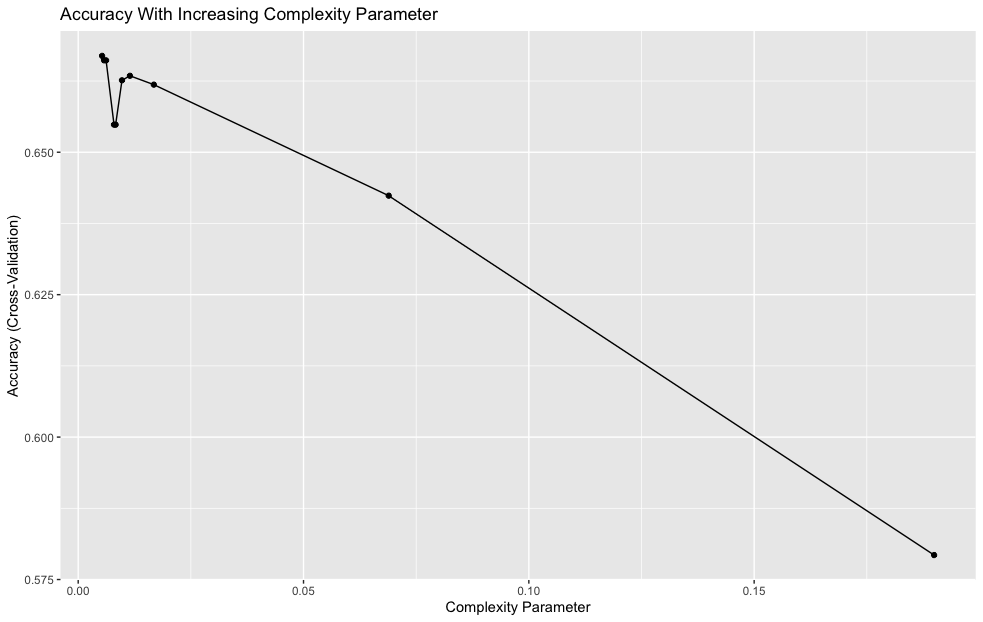 Accuracy With Increasing Complexity Parameter
Accuracy (Cross-Validation)
0.650
0.625
0.600
0.575
0.00 0.05 0.10 0.15
Complexity Parameter